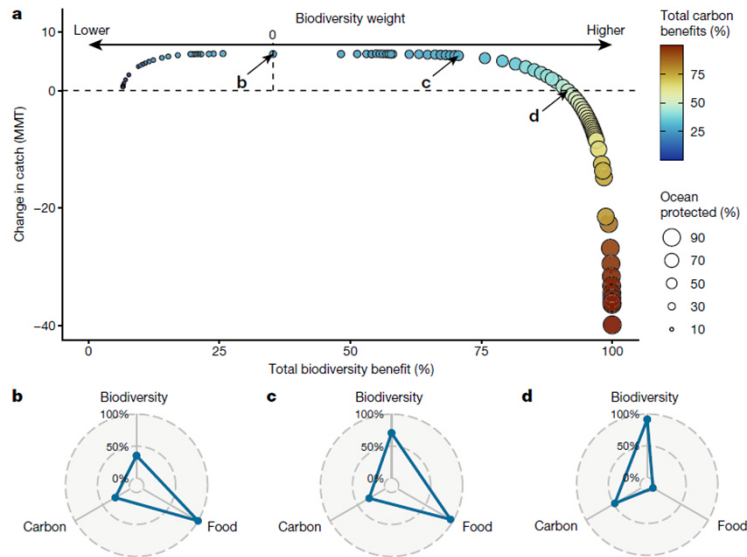 a
Biodiversity weight
Lower
Higher
0
10
0
−20
−40
Change in catch (MMT)
b
c
d
0
25
50
75
100
Total biodiversity benefit (%)
Total carbon
benefits (%)
75
50
25
Ocean
protected (%)
90
70
50
30
10
b
Biodiversity
100%
50%
0%
Carbon
Food
c
Biodiversity
100%
50%
0%
Carbon
Food
d
Biodiversity
100%
50%
0%
Carbon
Food